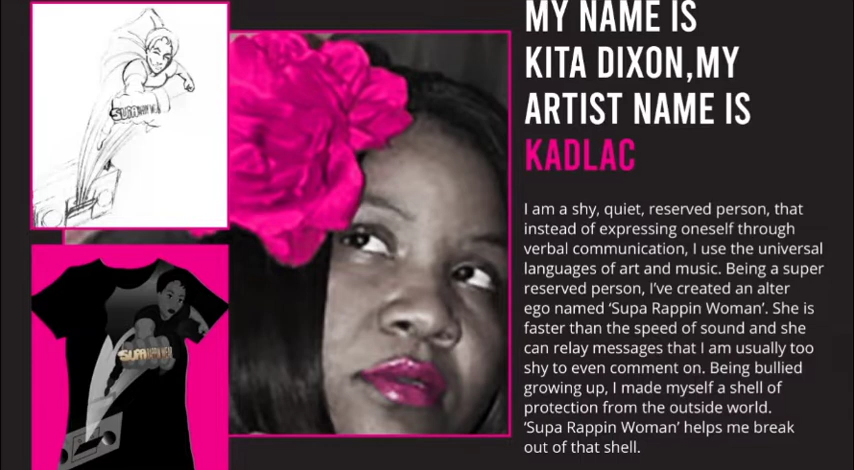 MY NAME IS
KITA DIXON,MY
ARTIST NAME IS
KADLAC
I am a shy, quiet, reserved person, that
instead of expressing oneself through
verbal communication, I use the universal
languages of art and music. Being a super
reserved person, I've created an alter
ego named ‘Supa Rappin Woman’. She is
faster than the speed of sound and she
can relay messages that I am usually too
shy to even comment on. Being bullied
growing up, I made myself a shell of
protection from the outside world.
‘Supa Rappin Woman’ helps me break
out of that shell.
SUPA
SUPA